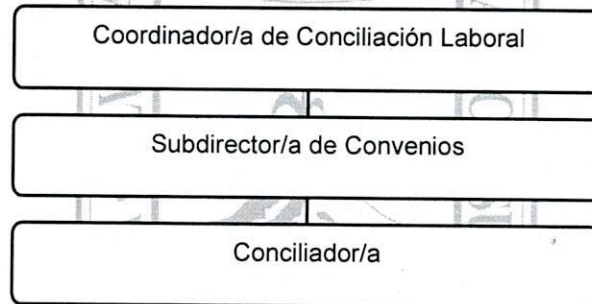 Coordinador/a de Conciliación Laboral
Subdirector/a de Convenios
Conciliador/a